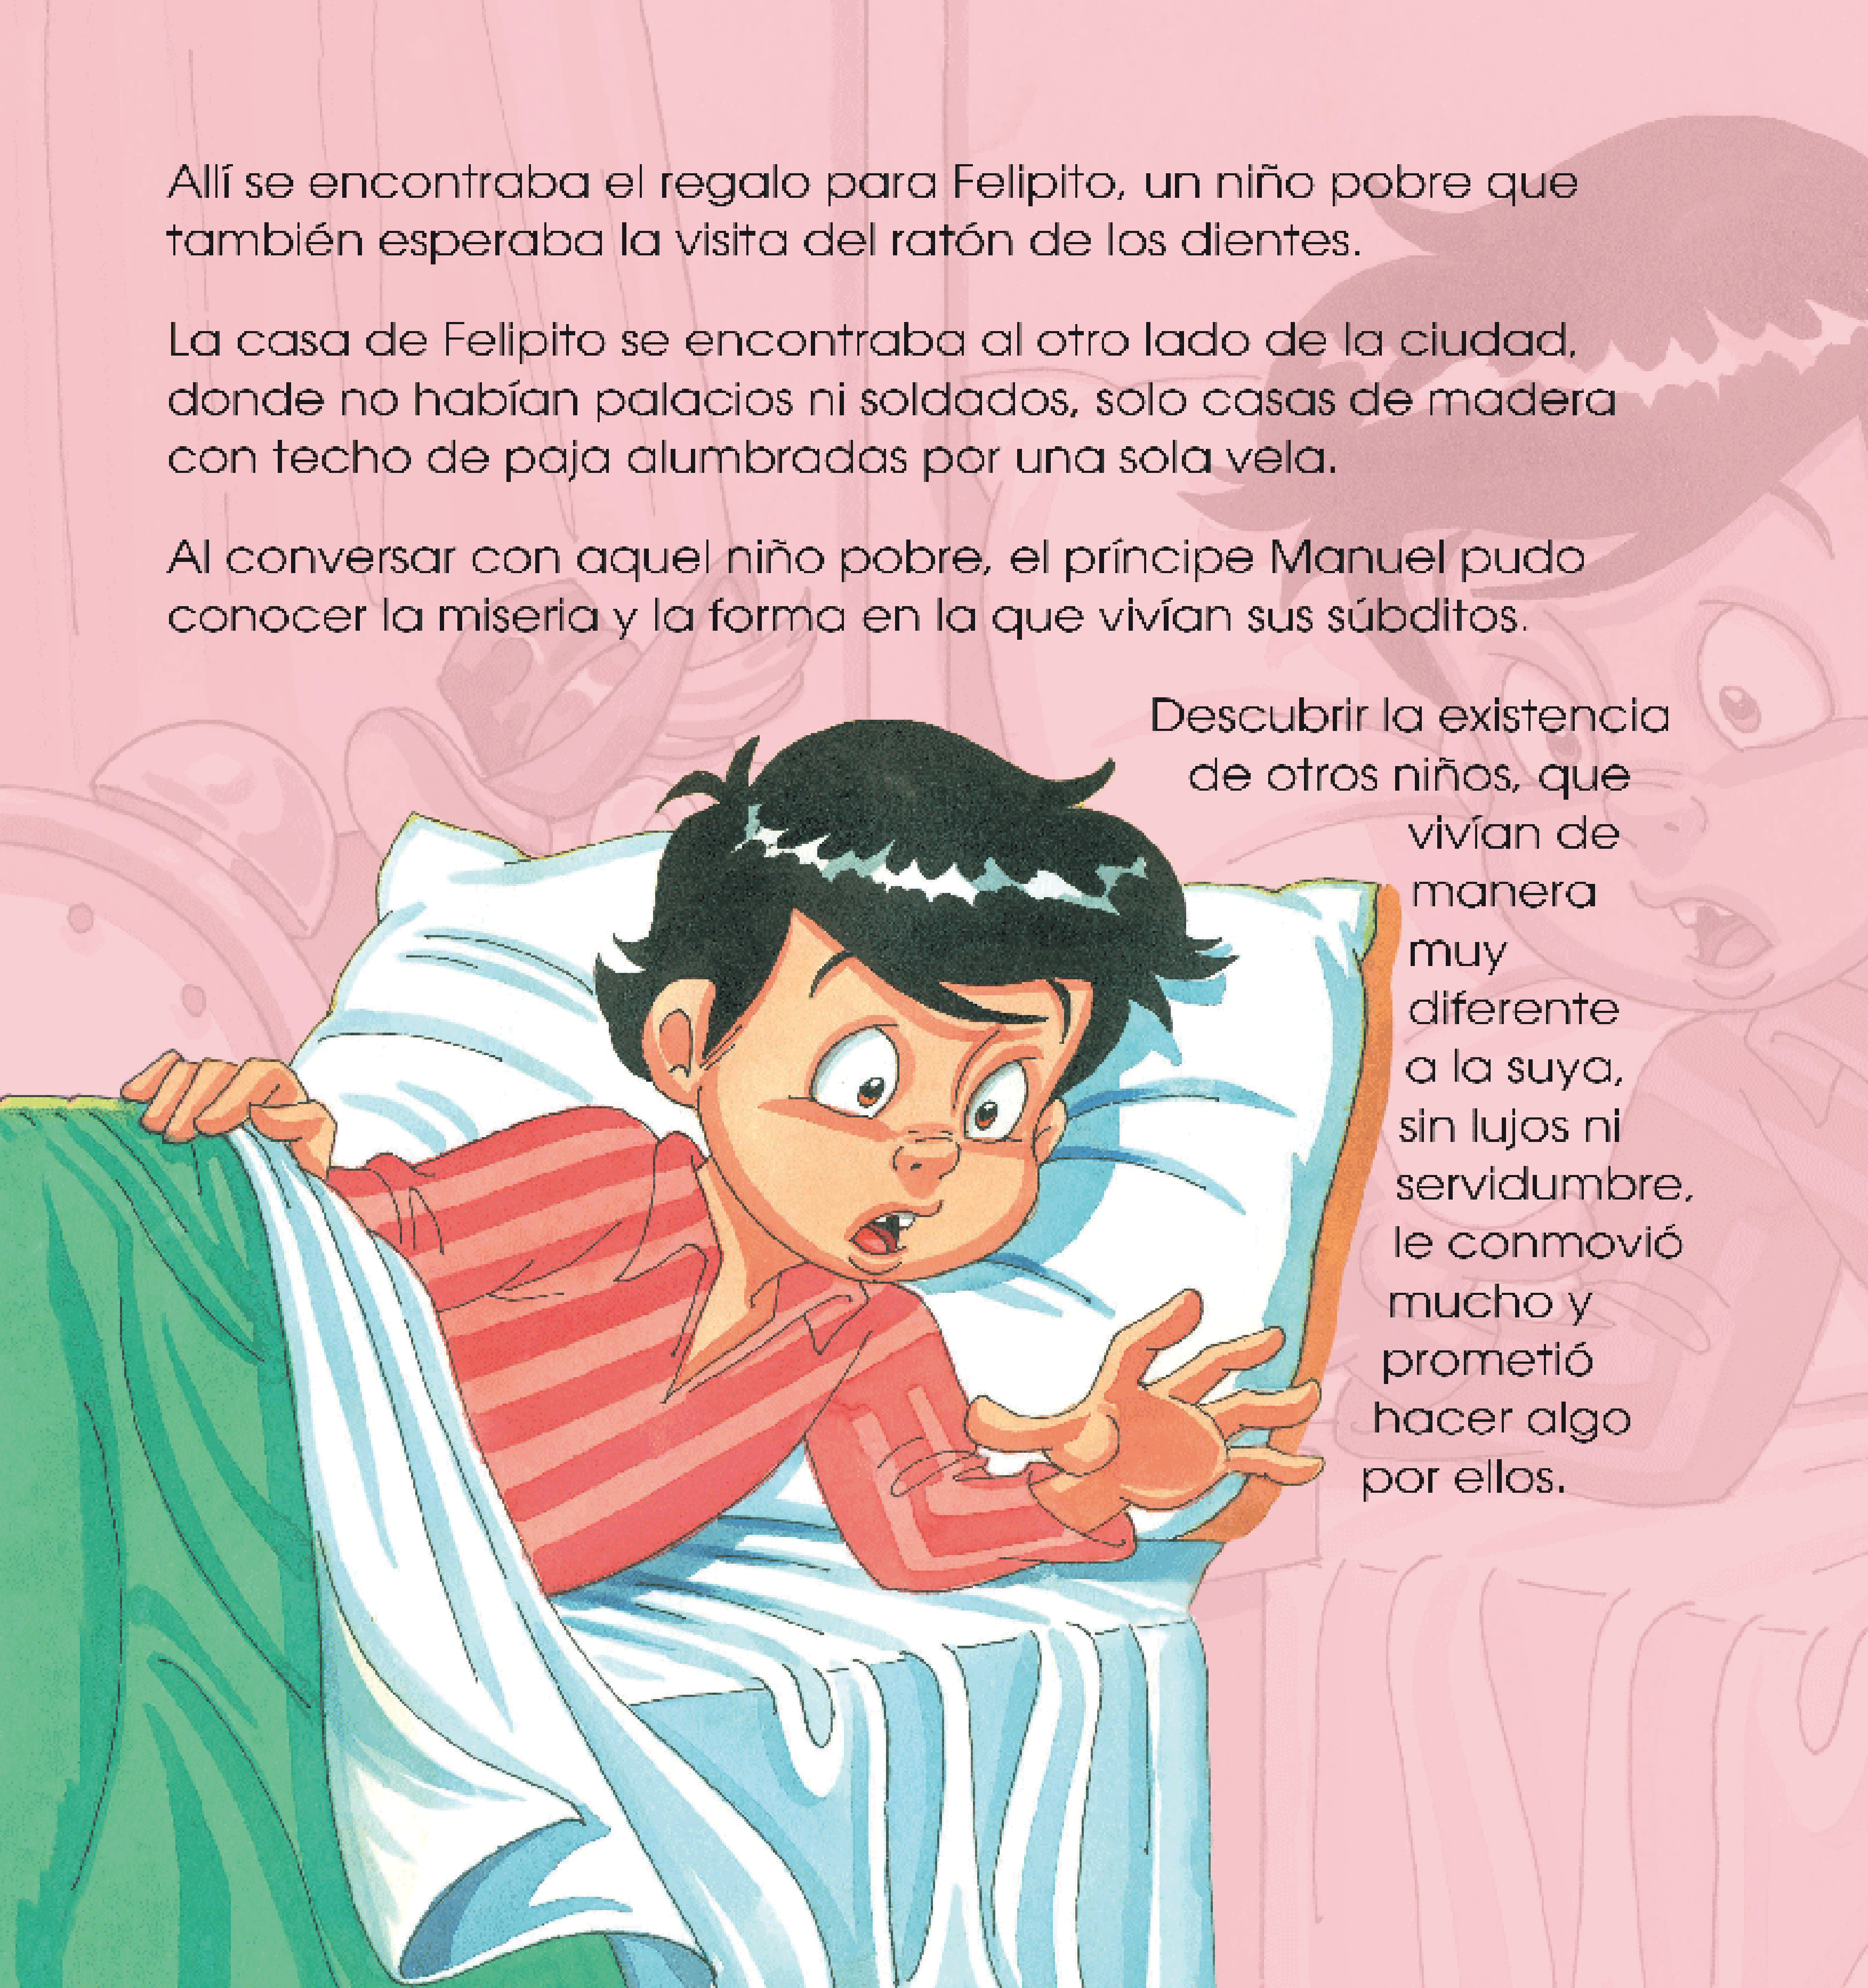 Allí se encontraba el regalo para Felipito, un niño pobre que
también esperaba la visita del ratón de los dientes.
La casa de Felipito se encontraba al otro lado de la ciudad,
donde no habían palacios ni soldados, solo casas de madera
con techo de paja alumbradas por una sola vela.
Al conversar con aquel niño pobre, el príncipe Manuel pudo
conocer la miseria y la forma en la que vivían sus súbditos.
Descubrir la existencia
de otros niños, que
vivían de
manera
muy
diferente
a la suya,
sin lujos ni
servidumbre,
le conmovió
mucho y
prometió
hacer algo
por ellos.